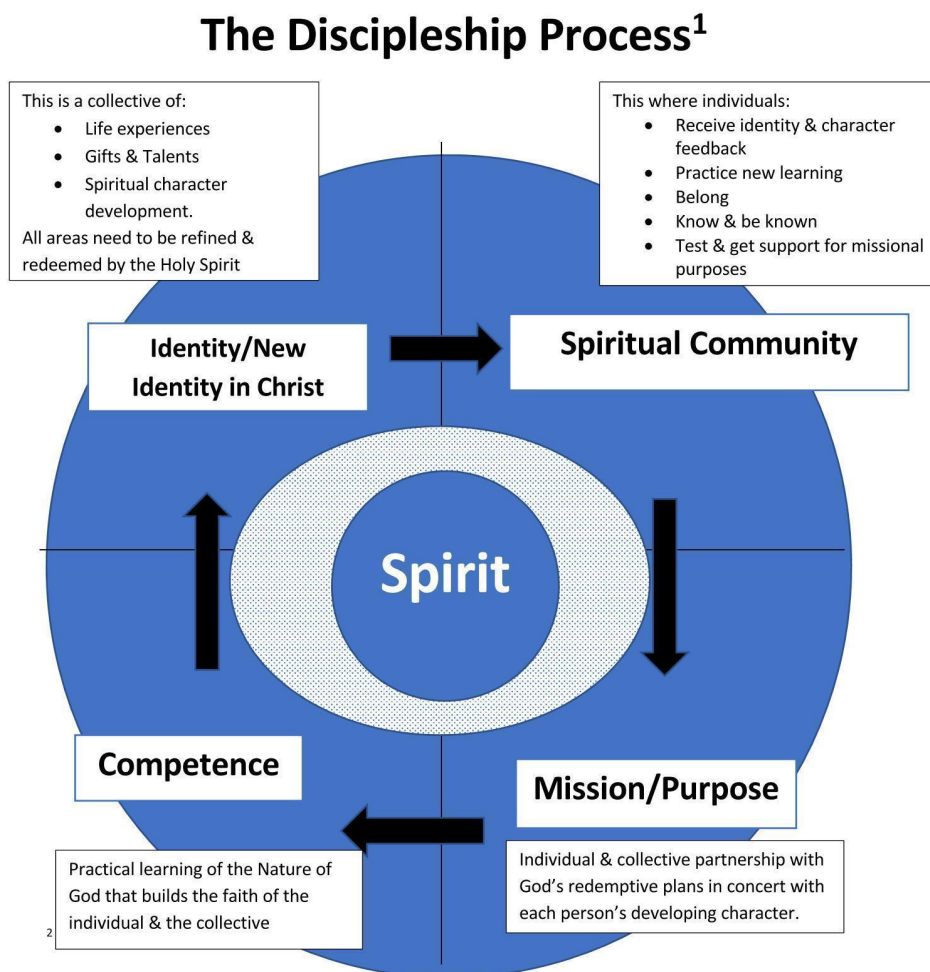 The Discipleship Process1
This is a collective of:
• Life experiences
• Gifts & Talents
• Spiritual character
development.
All areas need to be refined &
redeemed by the Holy Spirit
This where individuals:
• Receive identity & character
feedback
• Practice new learning
• Belong
• Know & be known
• Test & get support for missional
purposes
Identity/New
Identity in Christ
Spiritual Community
Spirit
Competence
Mission/Purpose
Practical learning of the Nature of
God that builds the faith of the
individual & the collective
Individual & collective partnership with
God's redemptive plans in concert with
each person's developing character.
2